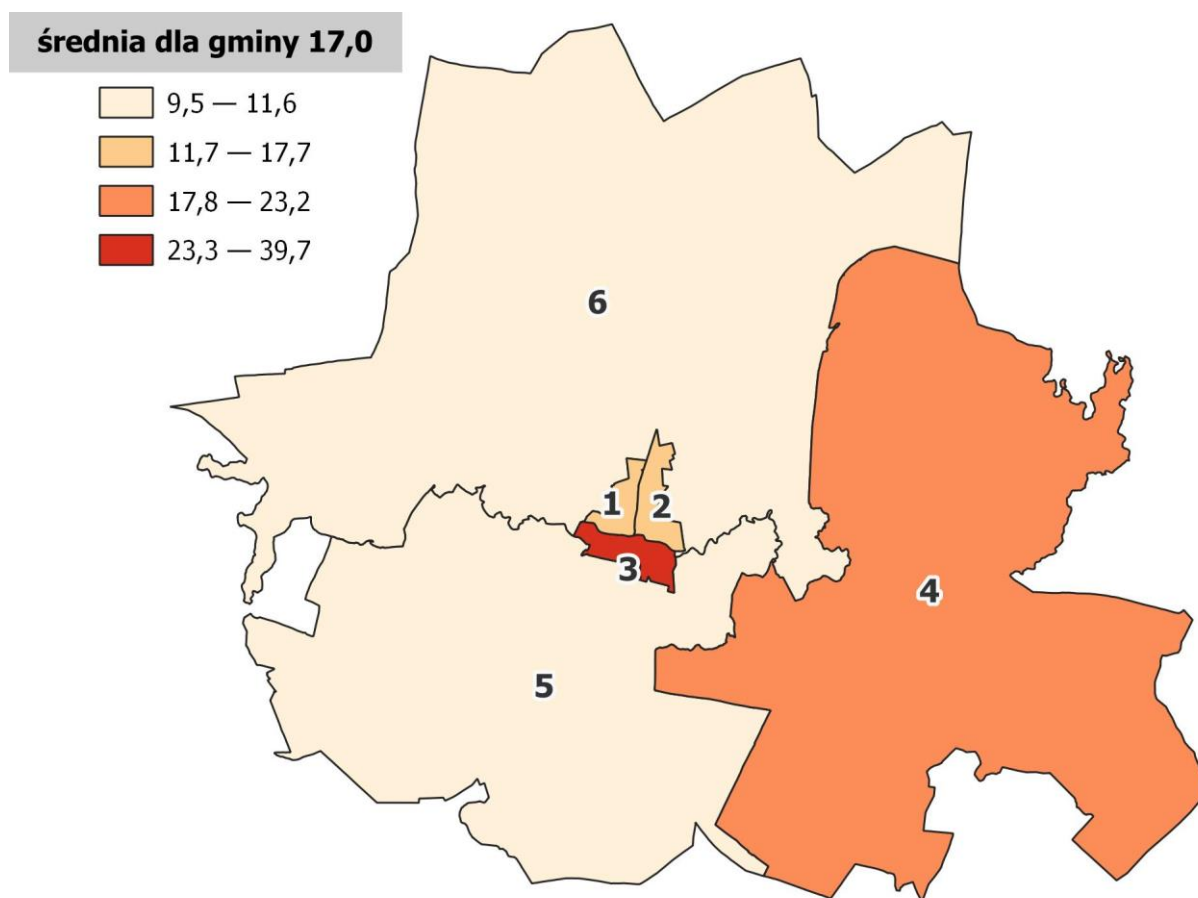 średnia dla gminy 17,0
9,5 — 11,6
11,7 — 17,7
17,8 — 23,2
23,3 — 39,7
6
1
2
3
4
5